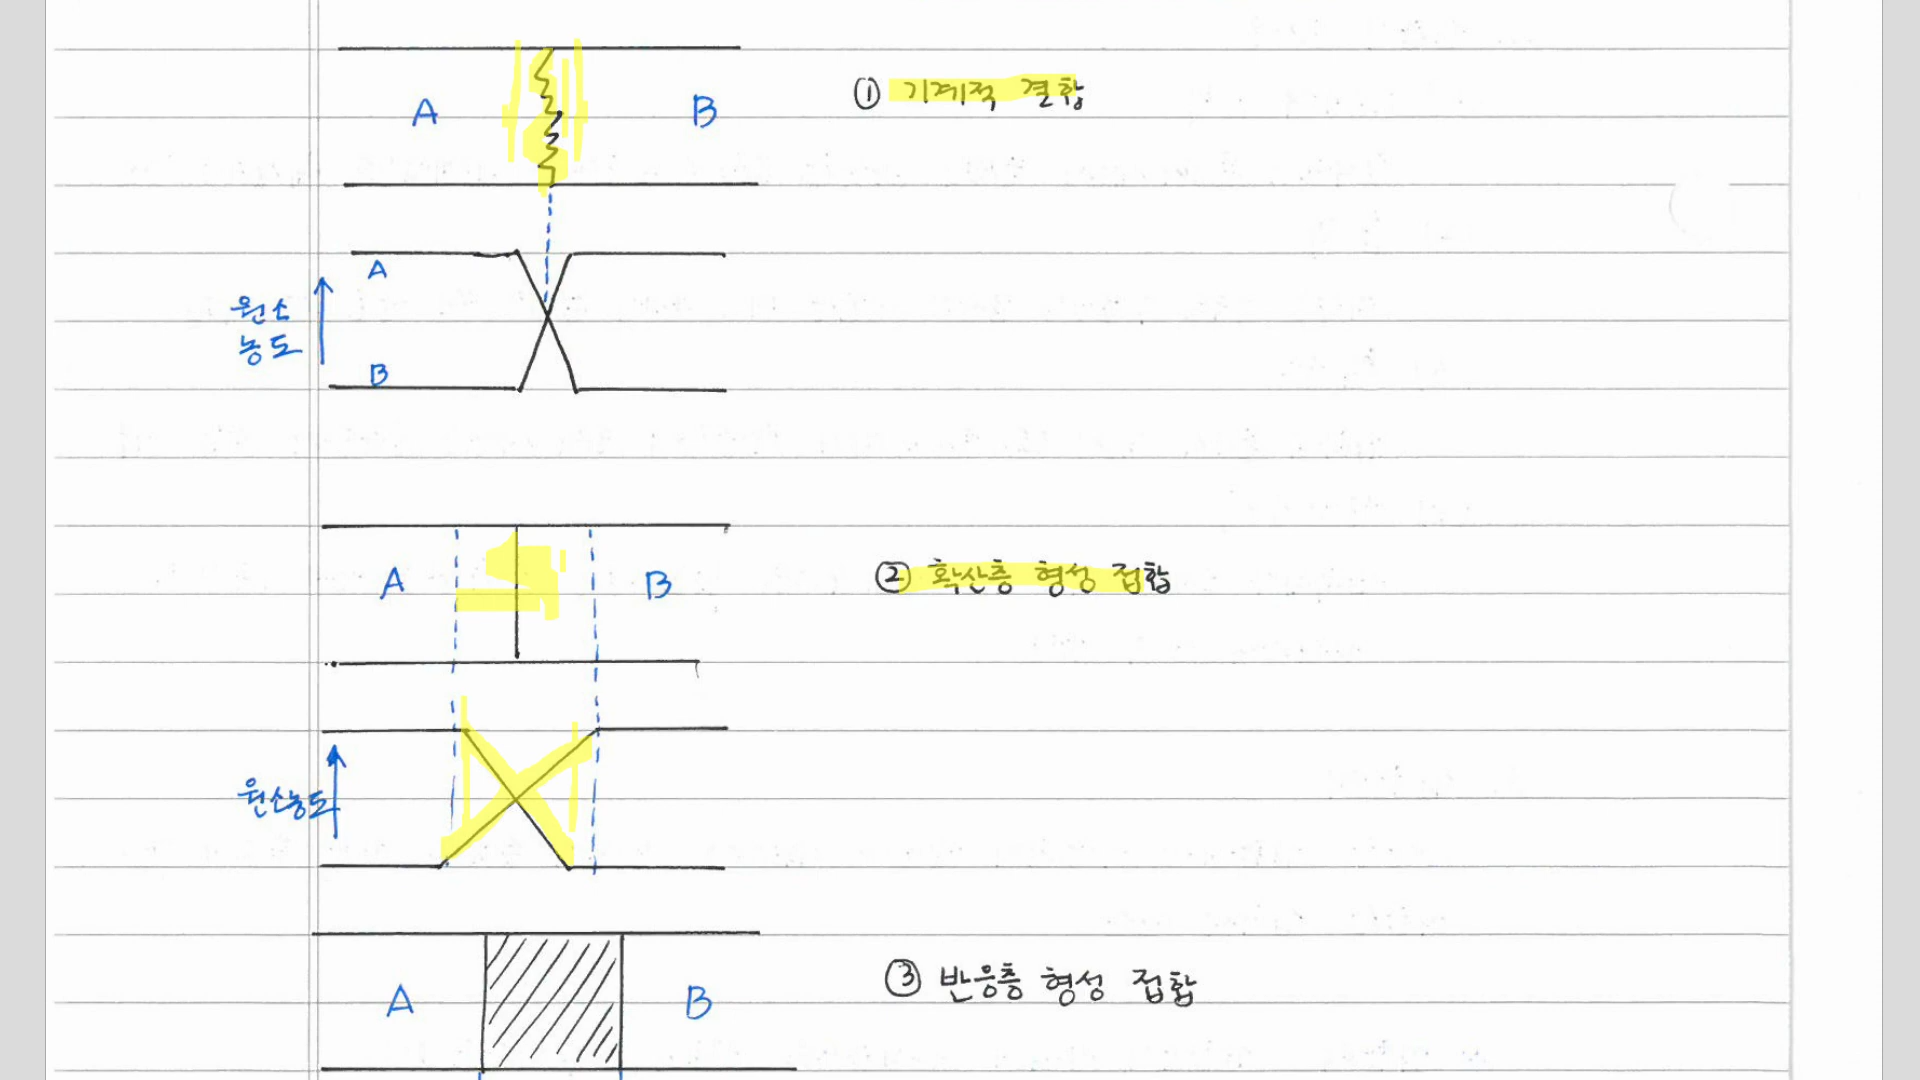 A B ① 기계적 결합
A
원소
농도
B
A B ② 확산층 형성 접합
원소농도
A B ③ 반응층 형성 접합